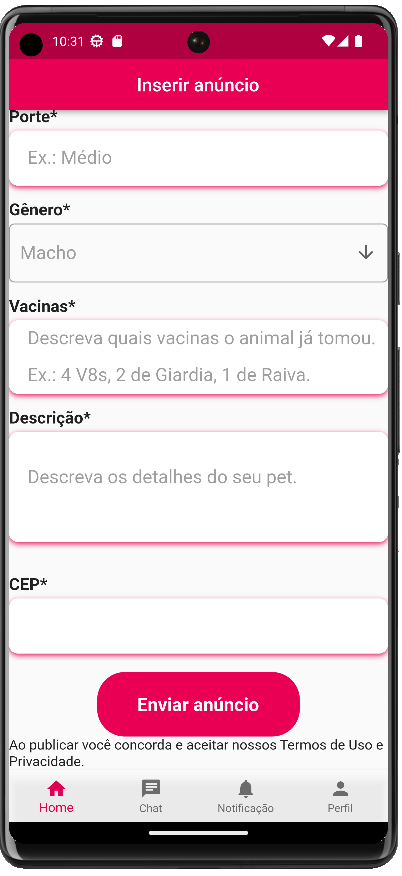 10:31
Inserir anúncio
Porte*
Ex.: Médio
Gênero*
Macho
Vacinas*
Descreva quais vacinas o animal já tomou.
Ex.: 4 V8s, 2 de Giardia, 1 de Raiva.
Descrição*
Descreva os detalhes do seu pet.
CEP*
Enviar anúncio
Ao publicar você concorda e aceitar nossos Termos de Uso e
Privacidade.
Home Chat Notificação Perfil